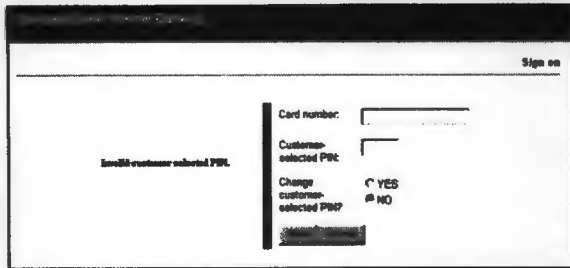 Sign on
Card number:
Customer-
selected PIN:
Invalid customer selected PIN.
Change
customer-
selected PIN?
YES
NO